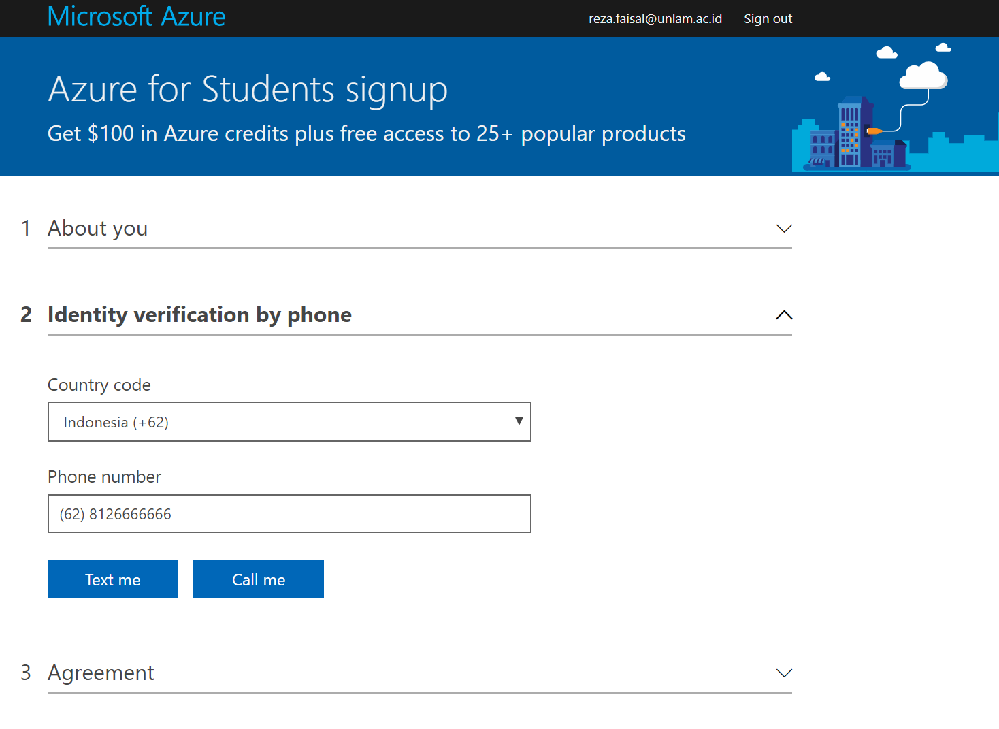 Microsoft Azure
reza.faisal@unlam.ac.id Sign out
Azure for Students signup
Get $100 in Azure credits plus free access to 25+ popular products
1 About you
2 Identity verification by phone
Country code
Indonesia (+62)
Phone number
(62) 8126666666
Text me Call me
3 Agreement